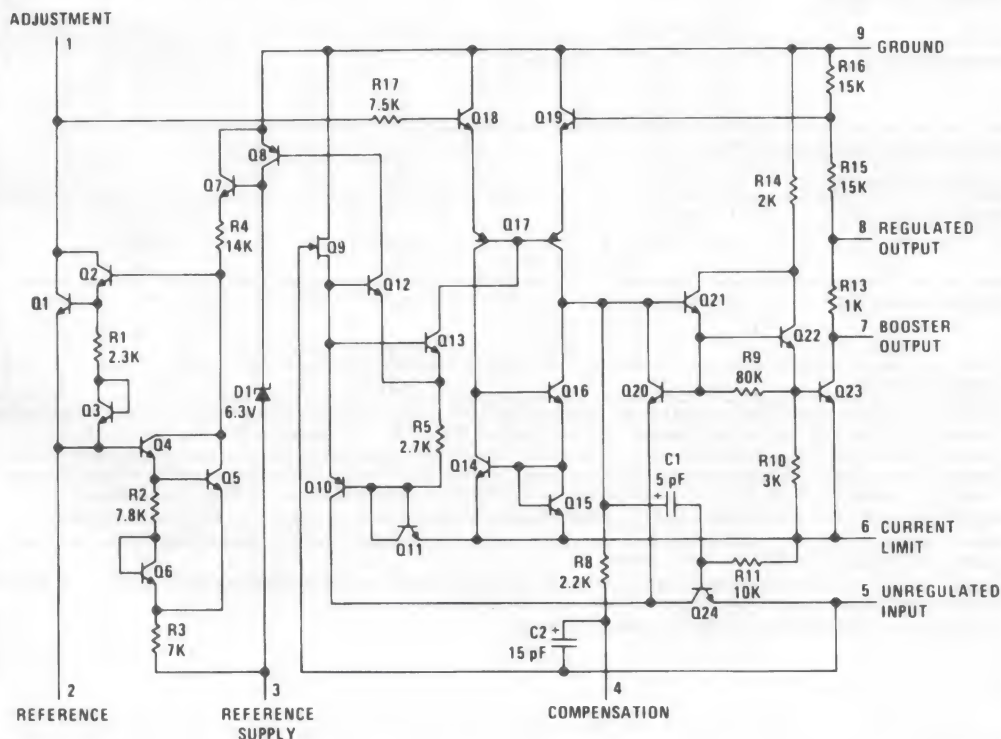 ADJUSTMENT
1
9
GROUND
R16
15K
R17
7.5K
Q18
Q19
Q8
Q7
R15
15K
R14
2K
R4
14K
Q17
8
REGULATED
OUTPUT
Q9
Q2
Q12
Q1
Q21
R13
1K
Q13
Q22
7
BOOSTER
OUTPUT
R1
2.3K
R9
80K
D1
6.3V
Q16
Q20
Q23
Q3
Q4
R5
2.7K
Q5
Q14
C1
5 pF
R10
3K
Q10
Q15
R2
7.8K
+
6
CURRENT
LIMIT
Q11
Q6
R8
2.2K
R11
10K
5
UNREGULATED
INPUT
Q24
R3
7K
C2
+
15 pF
2
3
4
REFERENCE
REFERENCE
SUPPLY
COMPENSATION